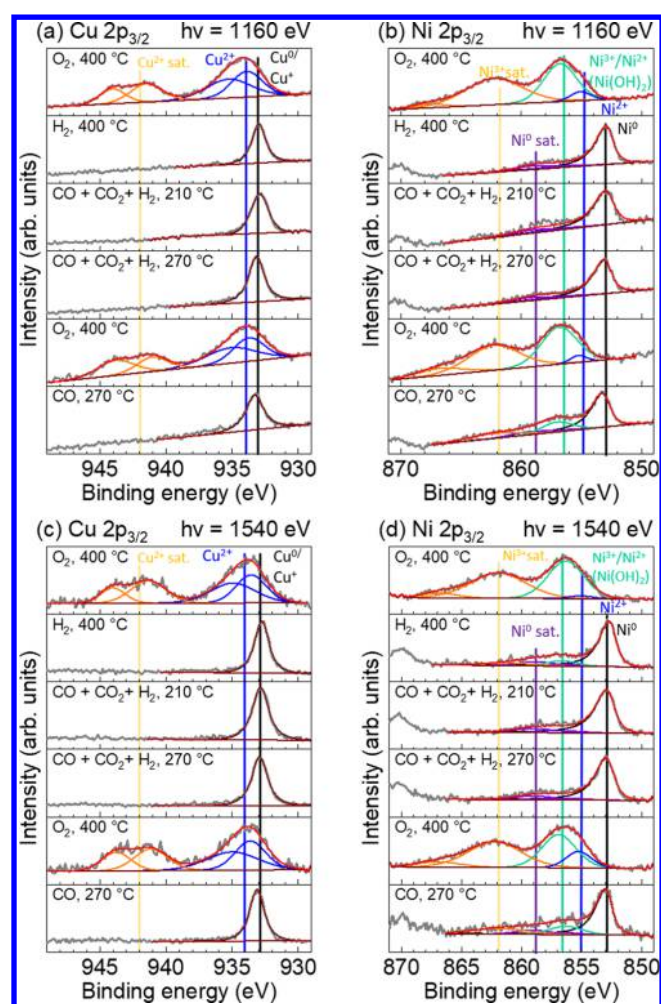 (a) Cu 2p3/2 hν = 1160 eV
O2, 400 °C
Cu2+ sat.
Cu2+
Cu0/
Cu+
H2, 400 °C
CO + CO2+ H2, 210 °C
CO + CO2+ H2, 270 °C
O2, 400 °C
CO, 270 °C
945 940 935 930
Binding energy (eV)
Intensity (arb. units)
(b) Ni 2p3/2 hν = 1160 eV
O2, 400 °C
Ni3+sat.
Ni3+/Ni2+
(Ni(OH)2)
Ni2+
H2, 400 °C
Ni0 sat.
Ni0
CO + CO2+ H2, 210 °C
CO + CO2+ H2, 270 °C
O2, 400 °C
CO, 270 °C
870 860 850
Binding energy (eV)
Intensity (arb. units)
(c) Cu 2p3/2 hν = 1540 eV
O2, 400 °C
Cu2+ sat.
Cu2+
Cu0/
Cu+
H2, 400 °C
CO + CO2+ H2, 210 °C
CO + CO2+ H2, 270 °C
O2, 400 °C
CO, 270 °C
945 940 935 930
Binding energy (eV)
Intensity (arb. units)
(d) Ni 2p3/2 hν = 1540 eV
O2, 400 °C
Ni3+sat.
Ni3+/Ni2+
(Ni(OH)2)
Ni2+
H2, 400 °C
Ni0 sat.
Ni0
CO + CO2+ H2, 210 °C
CO + CO2+ H2, 270 °C
O2, 400 °C
CO, 270 °C
870 865 860 855 850
Binding energy (eV)
Intensity (arb. units)